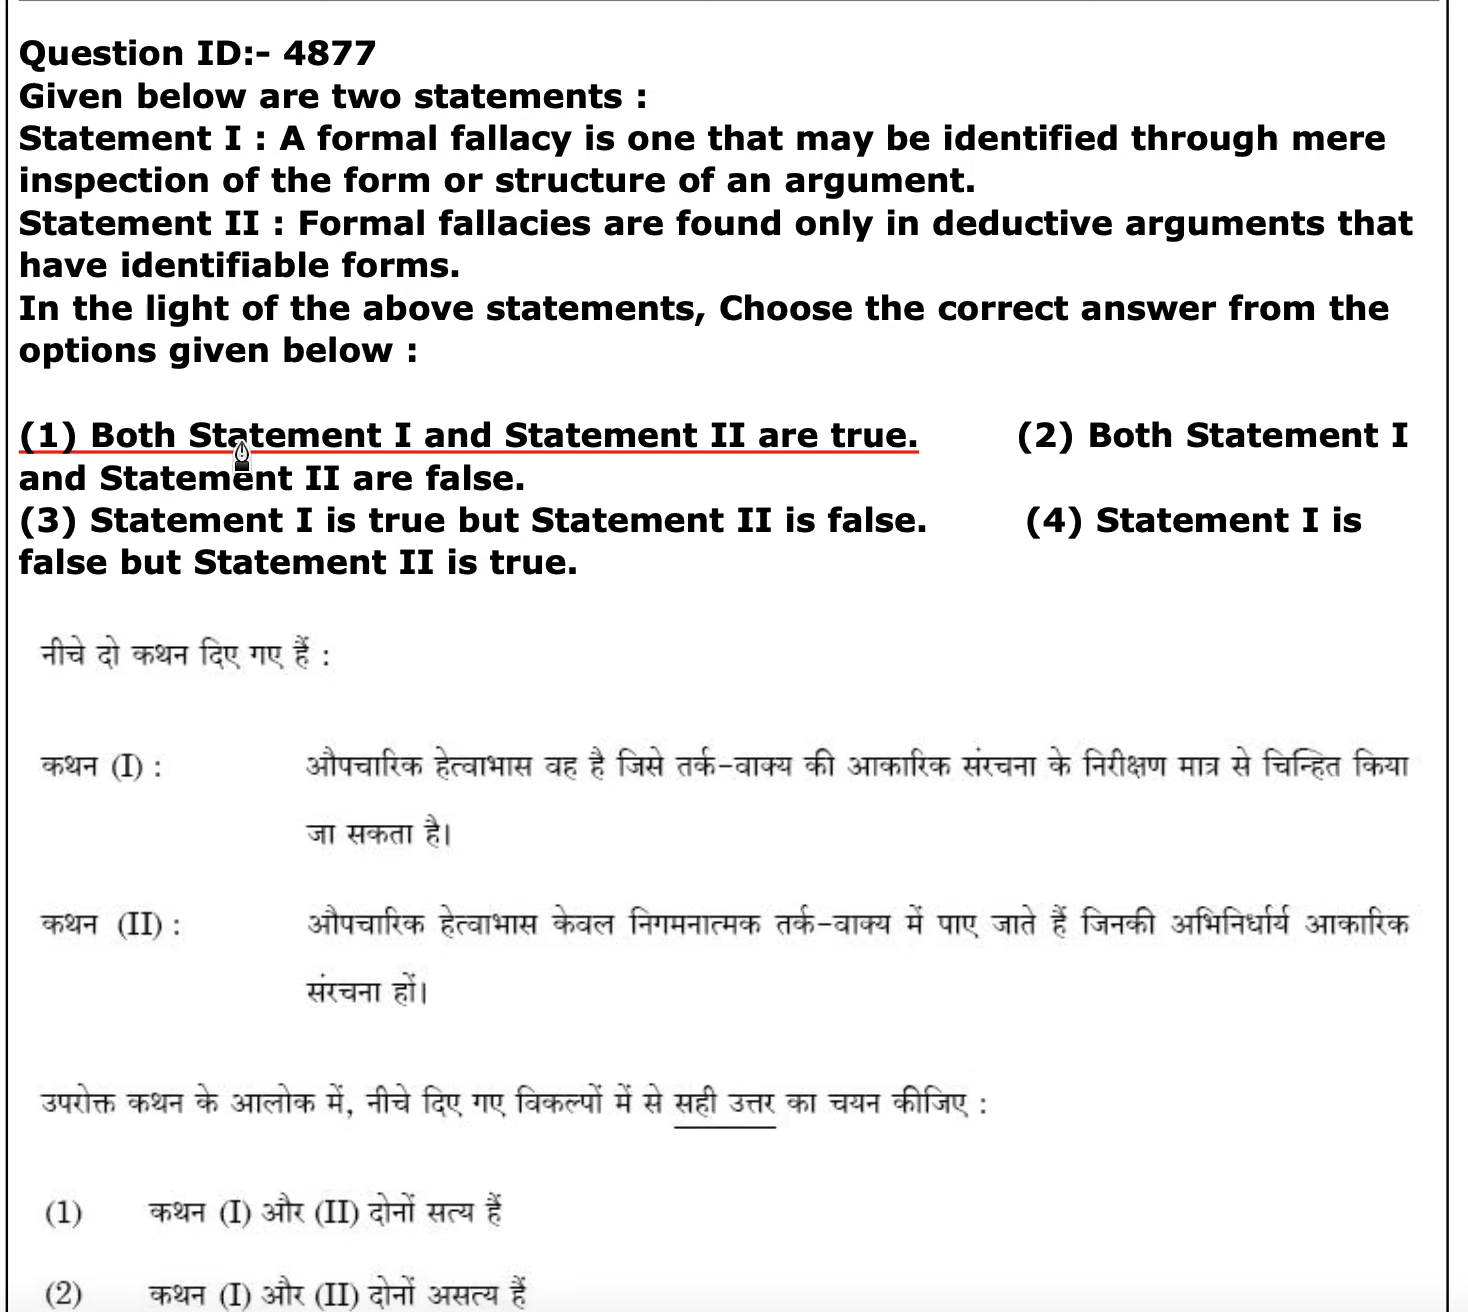 Question ID:- 4877
Given below are two statements :
Statement I : A formal fallacy is one that may be identified through mere
inspection of the form or structure of an argument.
Statement II : Formal fallacies are found only in deductive arguments that
have identifiable forms.
In the light of the above statements, Choose the correct answer from the
options given below :
(1) Both Statement I and Statement II are true. (2) Both Statement I
and Statement II are false.
(3) Statement I is true but Statement II is false. (4) Statement I is
false but Statement II is true.
नीचे दो कथन दिए गए हैं :
कथन (I) : औपचारिक हेत्वाभास वह है जिसे तर्क-वाक्य की आकारिक संरचना के निरीक्षण मात्र से चिन्हित किया
जा सकता है।
कथन (II) : औपचारिक हेत्वाभास केवल निगमनात्मक तर्क-वाक्य में पाए जाते हैं जिनकी अभिनिर्धार्य आकारिक
संरचना हों।
उपरोक्त कथन के आलोक में, नीचे दिए गए विकल्पों में से सही उत्तर का चयन कीजिए :
(1) कथन (I) और (II) दोनों सत्य हैं
(2) कथन (I) और (II) दोनों असत्य हैं